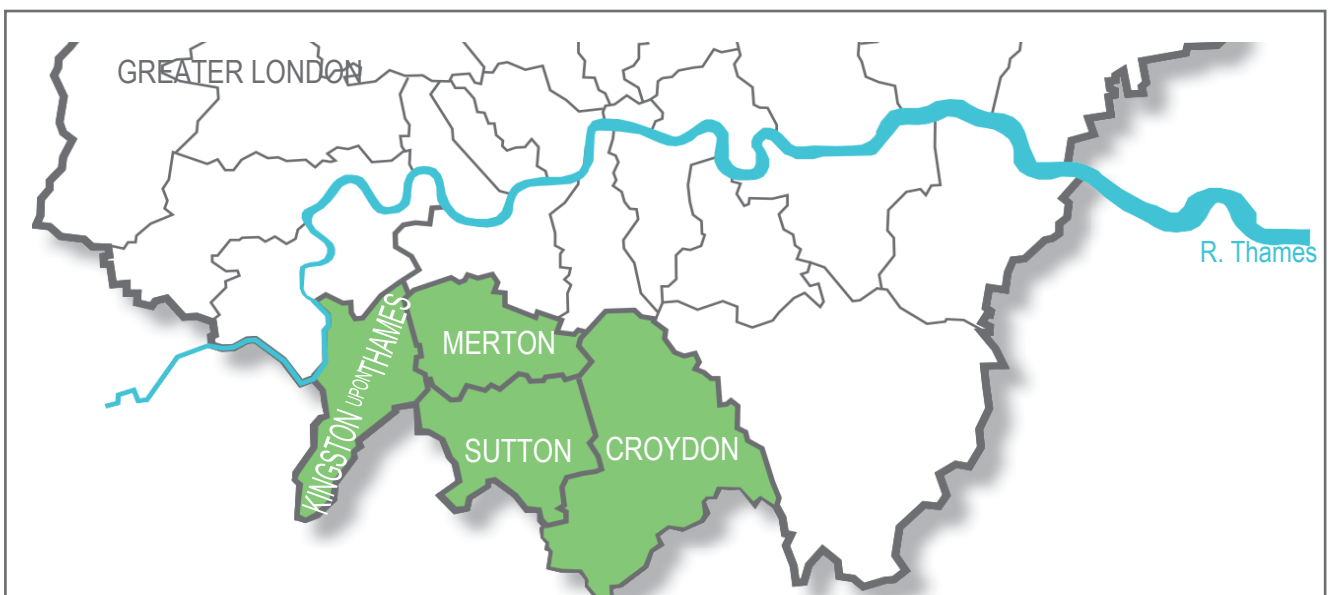 GREATER LONDON
R. Thames
KINGSTON UPON THAMES
MERTON
SUTTON
CROYDON